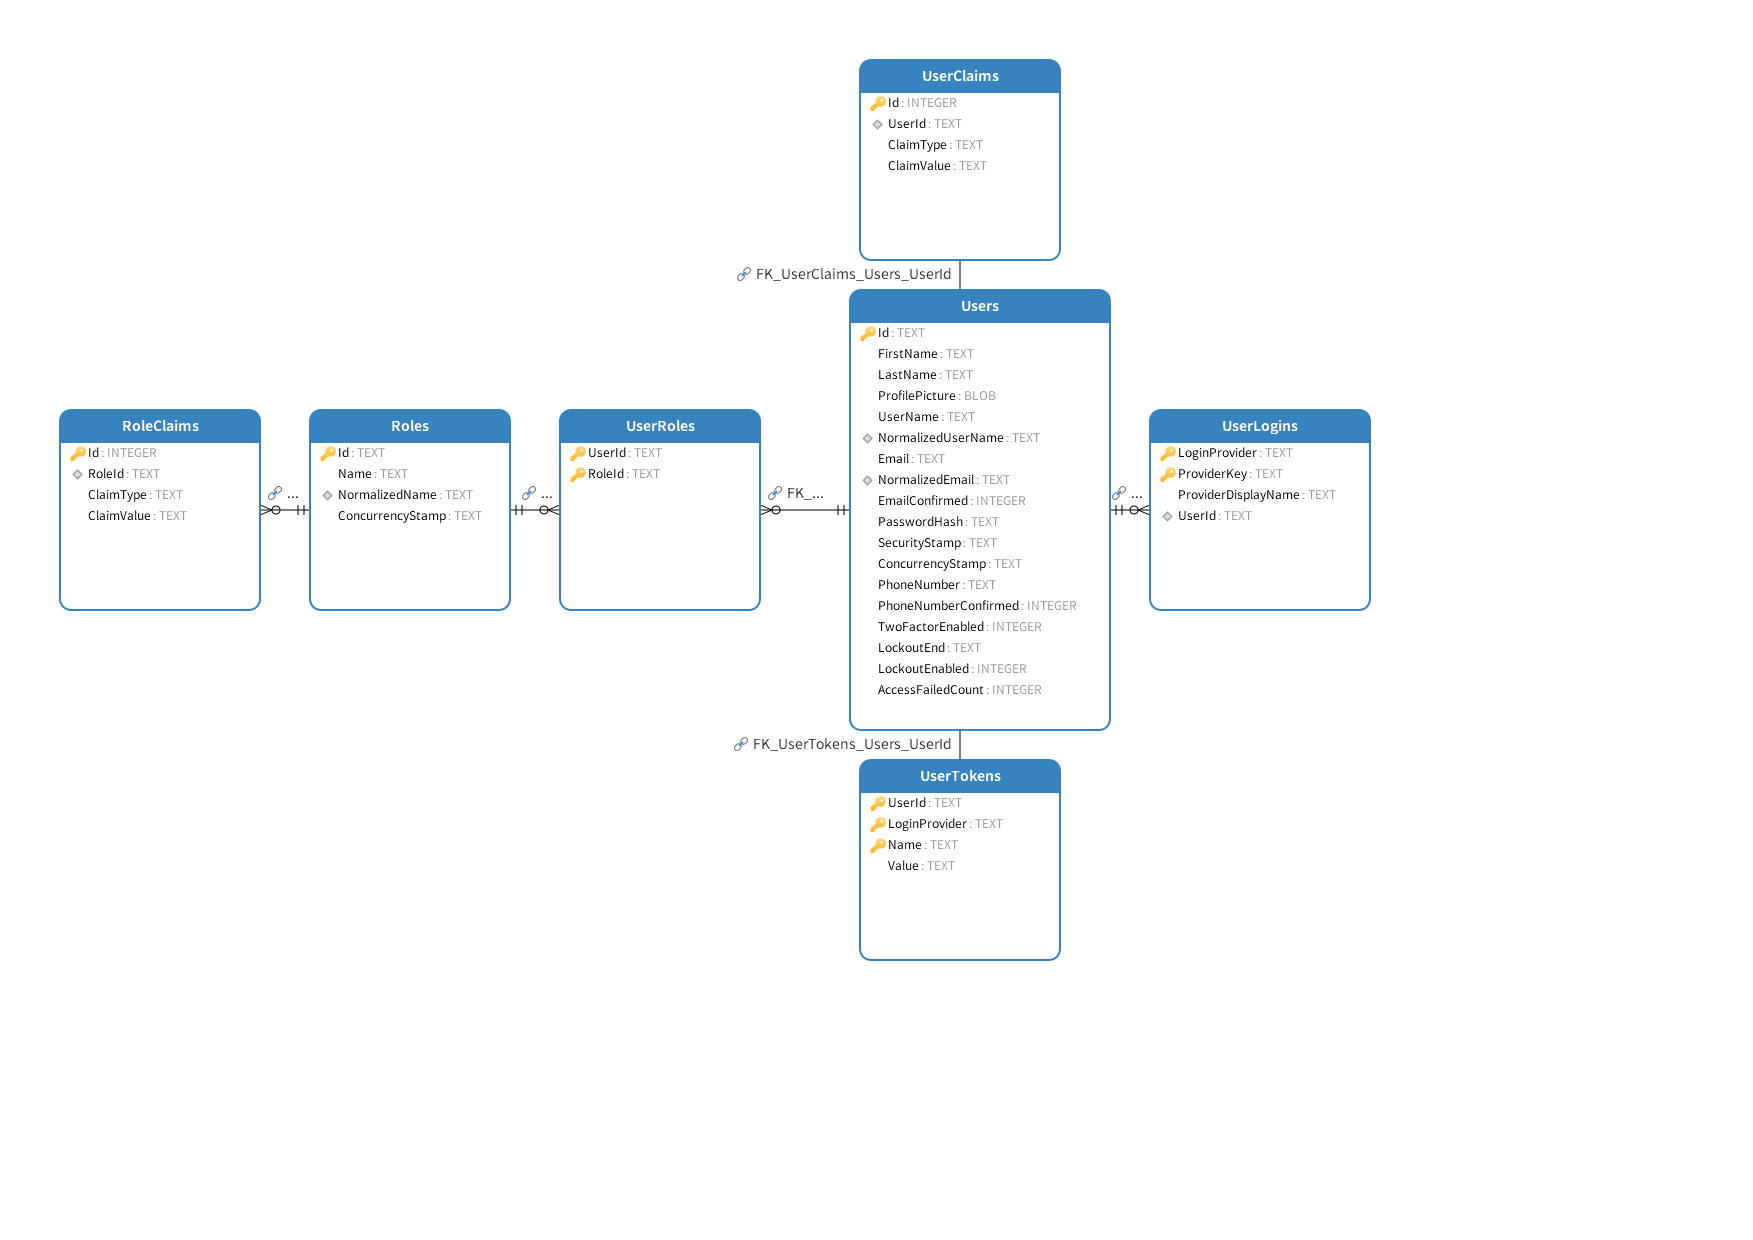 UserClaims
Id : INTEGER
UserId : TEXT
ClaimType : TEXT
ClaimValue : TEXT
FK_UserClaims_Users_UserId
Users
Id : TEXT
FirstName : TEXT
LastName : TEXT
ProfilePicture : BLOB
UserName : TEXT
NormalizedUserName : TEXT
Email : TEXT
NormalizedEmail : TEXT
EmailConfirmed : INTEGER
PasswordHash : TEXT
SecurityStamp : TEXT
ConcurrencyStamp : TEXT
PhoneNumber : TEXT
PhoneNumberConfirmed : INTEGER
TwoFactorEnabled : INTEGER
LockoutEnd : TEXT
LockoutEnabled : INTEGER
AccessFailedCount : INTEGER
RoleClaims
Id : INTEGER
RoleId : TEXT
ClaimType : TEXT
ClaimValue : TEXT
...
Roles
Id : TEXT
Name : TEXT
NormalizedName : TEXT
ConcurrencyStamp : TEXT
...
UserRoles
UserId : TEXT
RoleId : TEXT
FK_...
...
UserLogins
LoginProvider : TEXT
ProviderKey : TEXT
ProviderDisplayName : TEXT
UserId : TEXT
FK_UserTokens_Users_UserId
UserTokens
UserId : TEXT
LoginProvider : TEXT
Name : TEXT
Value : TEXT